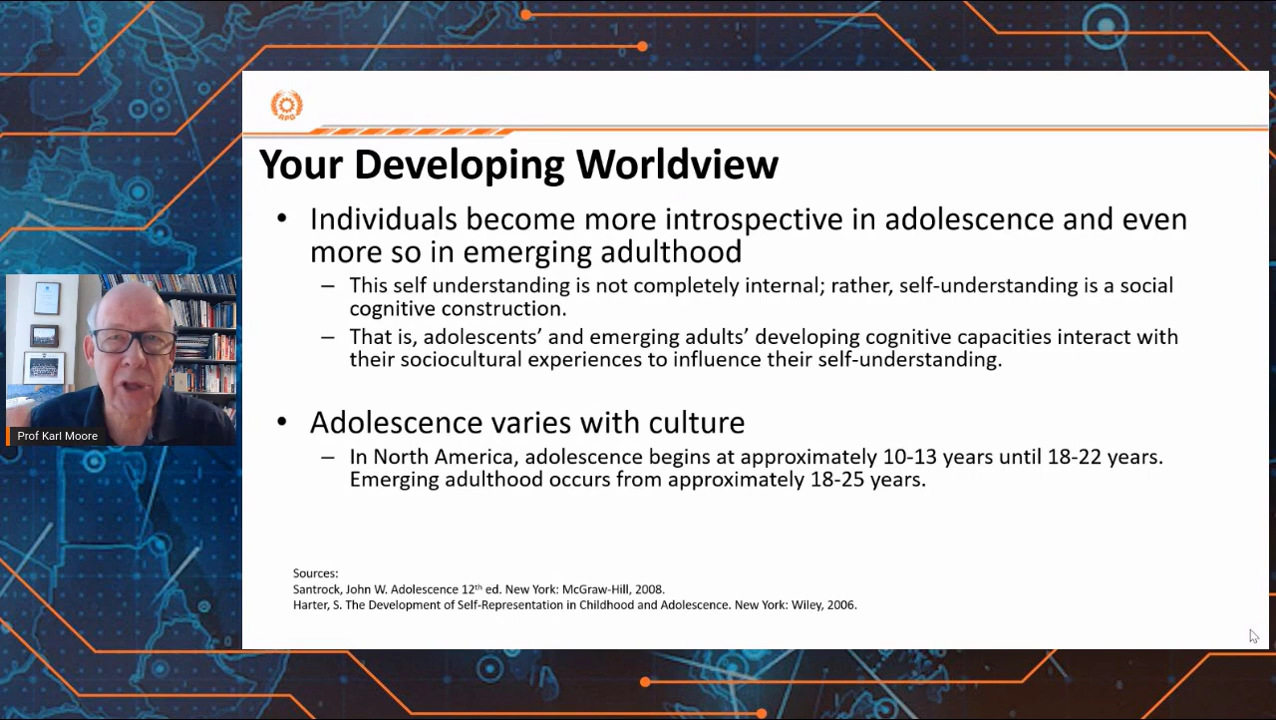 APO
Your Developing Worldview
• Individuals become more introspective in adolescence and even
more so in emerging adulthood
– This self understanding is not completely internal; rather, self-understanding is a social
cognitive construction.
– That is, adolescents’ and emerging adults’ developing cognitive capacities interact with
their sociocultural experiences to influence their self-understanding.
• Adolescence varies with culture
– In North America, adolescence begins at approximately 10-13 years until 18-22 years.
Emerging adulthood occurs from approximately 18-25 years.
Prof Karl Moore
Sources:
Santrock, John W. Adolescence 12th ed. New York: McGraw-Hill, 2008.
Harter, S. The Development of Self-Representation in Childhood and Adolescence. New York: Wiley, 2006.